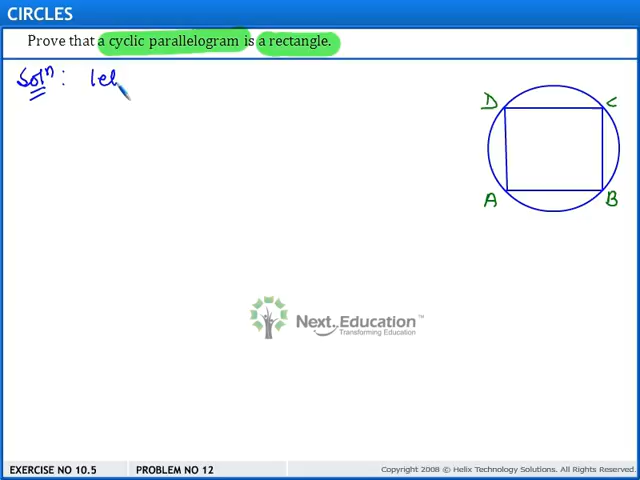 CIRCLES
Prove that a cyclic parallelogram is a rectangle.
Solⁿ : let
D C
A B
Next Education™
Transforming Education
EXERCISE NO 10.5 PROBLEM NO 12 Copyright 2008 © Helix Technology Solutions. All Rights Reserved.